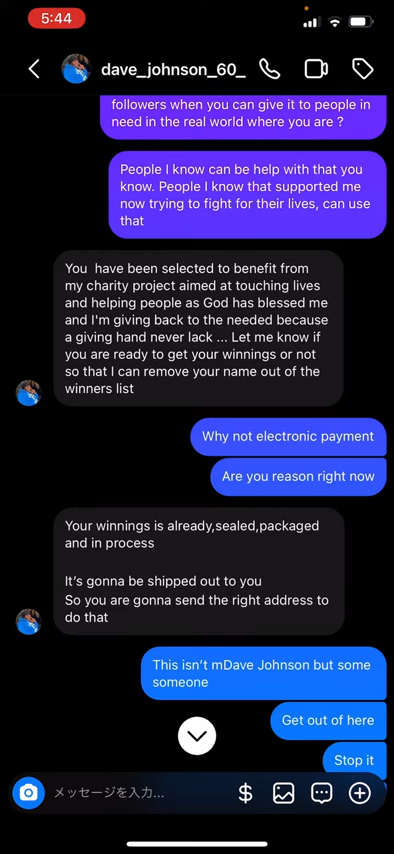 5:44
dave_johnson_60_
followers when you can give it to people in
need in the real world where you are ?
People I know can be help with that you
know. People I know that supported me
now trying to fight for their lives, can use
that
You  have been selected to benefit from
my charity project aimed at touching lives
and helping people as God has blessed me
and I'm giving back to the needed because
a giving hand never lack ... Let me know if
you are ready to get your winnings or not
so that I can remove your name out of the
winners list
Why not electronic payment
Are you reason right now
Your winnings is already,sealed,packaged
and in process
It's gonna be shipped out to you
So you are gonna send the right address to
do that
This isn't mDave Johnson but some
someone
Get out of here
Stop it
メッセージを入力...
$